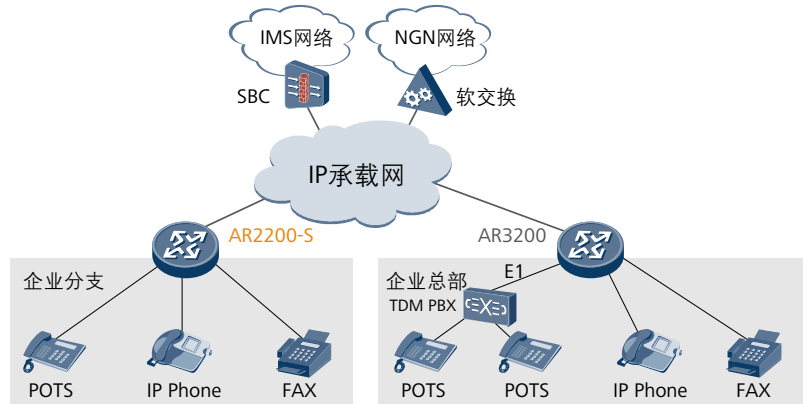 IMS网络
NGN网络
SBC
软交换
IP承载网
AR2200-S
AR3200
企业分支
企业总部
E1
TDM PBX
POTS
IP Phone
FAX
POTS
POTS
IP Phone
FAX